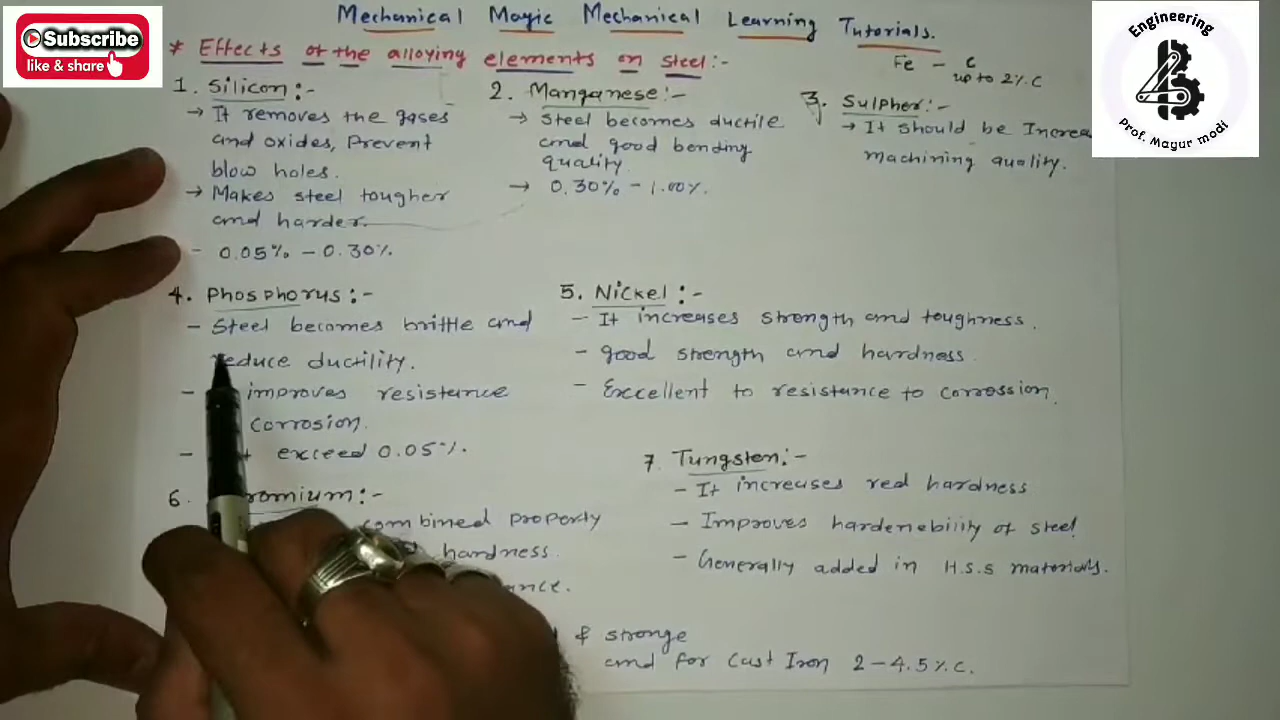 Mechanical Magic Mechanical Learning Tutorials.
Subscribe
like & share
Engineering
Prof. Mayur modi
* Effects of the alloying elements on steel:-
Fe - C
up to 2% C
1. Silicon:-
→ It removes the gases
and oxides, Prevent
blow holes.
→ Makes steel tougher
and harder.
- 0.05% - 0.30%
2. Manganese:-
→ Steel becomes ductile
and good bending
quality.
→ 0.30% - 1.00%.
3. Sulpher:-
→ It should be Increa
machining quality.
4. Phosphorus:-
- Steel becomes brittle and
reduce ductility.
- improves resistance
corrosion.
- exceed 0.05%.
5. Nickel:-
- It increases strength and toughness.
- good strength and hardness.
- Excellent to resistance to corrossion.
6. romium:-
combined property
hardness.
7. Tungsten:-
- It increases red hardness
- Improves hardenebility of steel
- Generally added in H.S.S materials.
& stronge
and for Cast Iron 2-4.5%C.